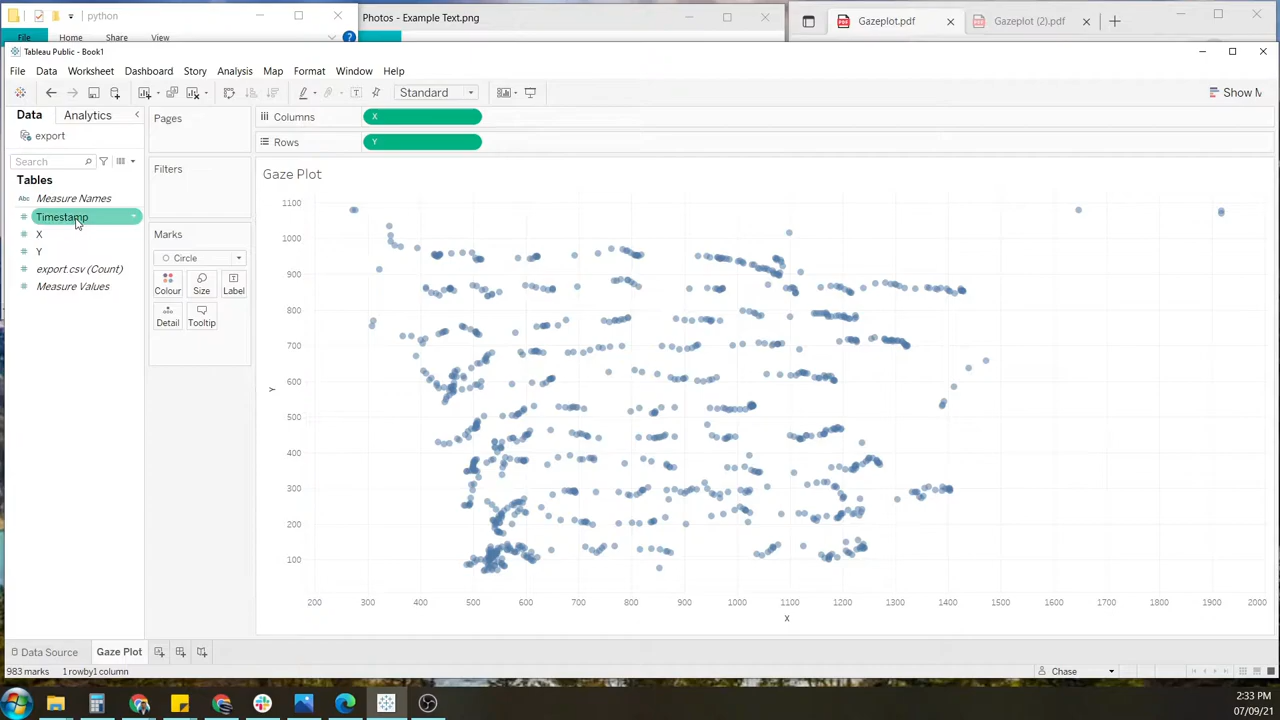 python
Photos - Example Text.png
Gazeplot.pdf
Gazeplot (2).pdf
File
Home
Share
View
Tableau Public - Book1
File
Data
Worksheet
Dashboard
Story
Analysis
Map
Format
Window
Help
Standard
Show M
Data
Analytics
Pages
Columns
X
export
Rows
Y
Search
Filters
Tables
Gaze Plot
Abc
Measure Names
# Timestamp
# X
# Y
# export.csv (Count)
# Measure Values
Marks
Circle
Colour
Size
Label
Detail
Tooltip
1100
1000
900
800
700
600
500
400
300
200
100
Y
200 300 400 500 600 700 800 900 1000 1100 1200 1300 1400 1500 1600 1700 1800 1900 2000
X
Data Source
Gaze Plot
983 marks
1 rowby1 column
Chase
2:33 PM
07/09/21